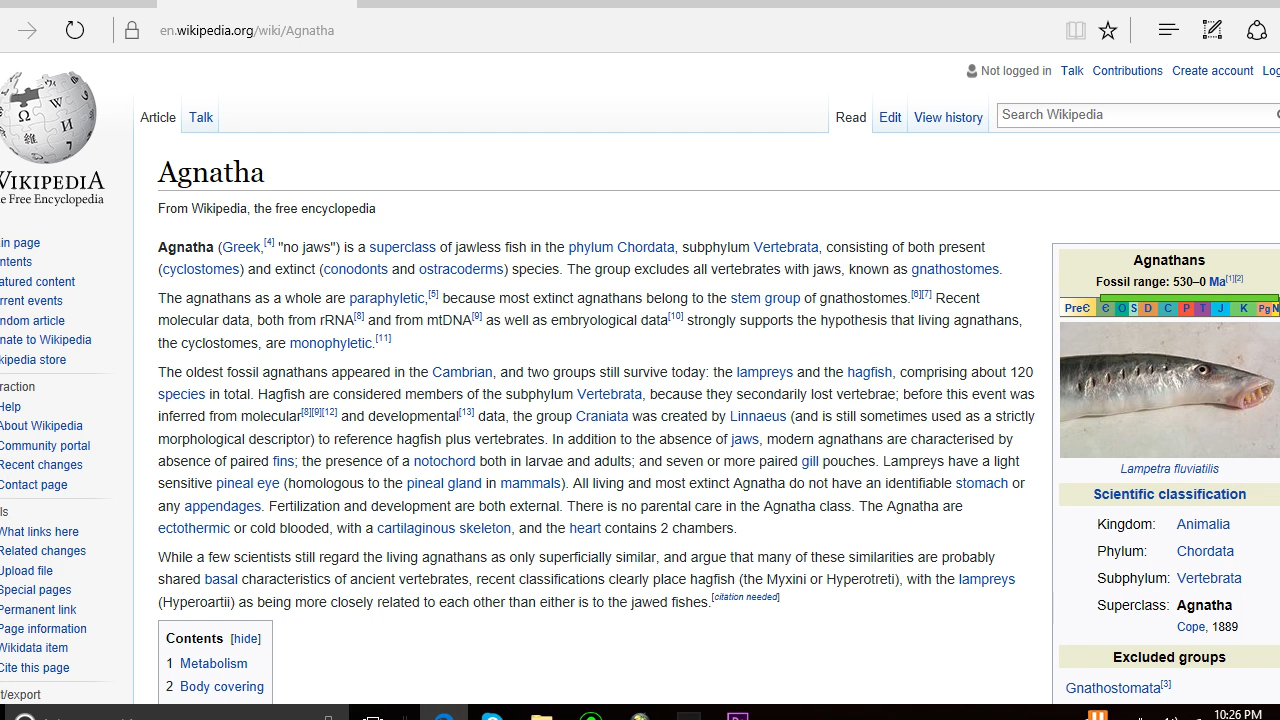 en.wikipedia.org/wiki/Agnatha
Not logged in Talk Contributions Create account Log
Article Talk Read Edit View history Search Wikipedia
WIKIPEDIA
The Free Encyclopedia
Agnatha
From Wikipedia, the free encyclopedia
Agnatha (Greek,[4] "no jaws") is a superclass of jawless fish in the phylum Chordata, subphylum Vertebrata, consisting of both present
(cyclostomes) and extinct (conodonts and ostracoderms) species. The group excludes all vertebrates with jaws, known as gnathostomes.
The agnathans as a whole are paraphyletic,[5] because most extinct agnathans belong to the stem group of gnathostomes.[6][7] Recent
molecular data, both from rRNA[8] and from mtDNA[9] as well as embryological data[10] strongly supports the hypothesis that living agnathans,
the cyclostomes, are monophyletic.[11]
The oldest fossil agnathans appeared in the Cambrian, and two groups still survive today: the lampreys and the hagfish, comprising about 120
species in total. Hagfish are considered members of the subphylum Vertebrata, because they secondarily lost vertebrae; before this event was
inferred from molecular[8][9][12] and developmental[13] data, the group Craniata was created by Linnaeus (and is still sometimes used as a strictly
morphological descriptor) to reference hagfish plus vertebrates. In addition to the absence of jaws, modern agnathans are characterised by
absence of paired fins; the presence of a notochord both in larvae and adults; and seven or more paired gill pouches. Lampreys have a light
sensitive pineal eye (homologous to the pineal gland in mammals). All living and most extinct Agnatha do not have an identifiable stomach or
any appendages. Fertilization and development are both external. There is no parental care in the Agnatha class. The Agnatha are
ectothermic or cold blooded, with a cartilaginous skeleton, and the heart contains 2 chambers.
While a few scientists still regard the living agnathans as only superficially similar, and argue that many of these similarities are probably
shared basal characteristics of ancient vertebrates, recent classifications clearly place hagfish (the Myxini or Hyperotreti), with the lampreys
(Hyperoartii) as being more closely related to each other than either is to the jawed fishes.[citation needed]
Contents [hide]
1 Metabolism
2 Body covering
Agnathans
Fossil range: 530–0 Ma[1][2]
PreЄ Є O S D C P T J K Pg N
Lampetra fluviatilis
Scientific classification
Kingdom: Animalia
Phylum: Chordata
Subphylum: Vertebrata
Superclass: Agnatha
Cope, 1889
Excluded groups
Gnathostomata[3]
in page
ntents
atured content
rrent events
ndom article
nate to Wikipedia
kipedia store
raction
Help
About Wikipedia
Community portal
Recent changes
Contact page
ls
What links here
Related changes
Upload file
Special pages
Permanent link
Page information
Wikidata item
Cite this page
t/export
10:26 PM